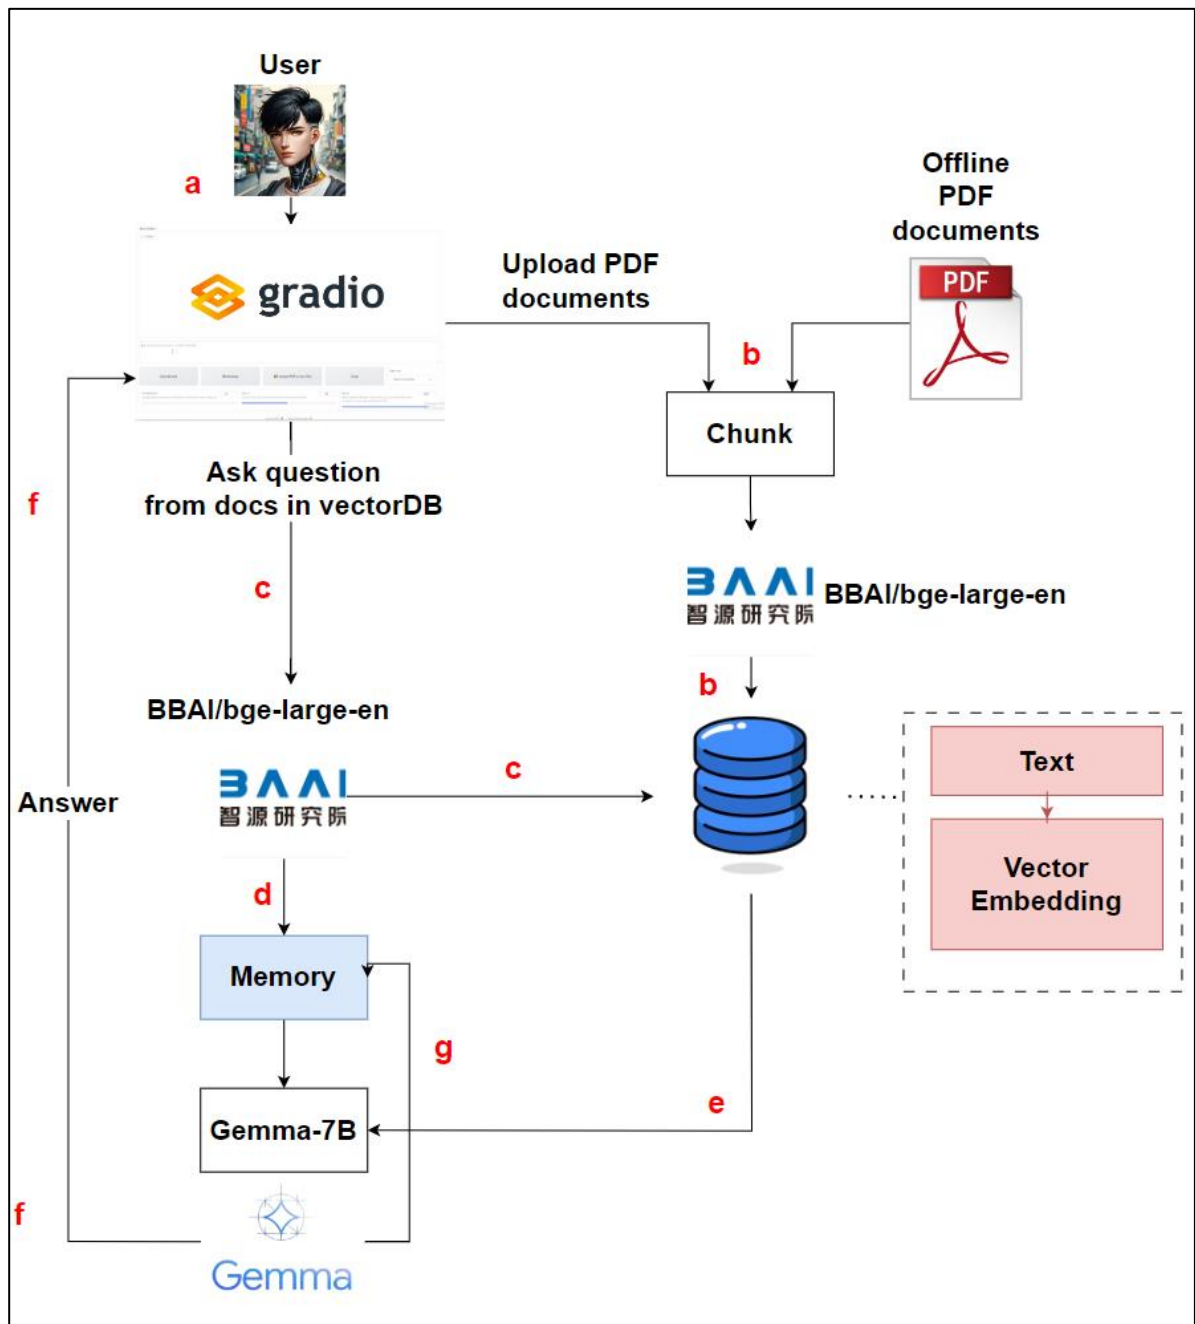 User
a
Offline
PDF
documents
PDF
gradio
Upload PDF
documents
b
Chunk
f
Ask question
from docs in vectorDB
c
BAAI
智源研究院
BBAI/bge-large-en
b
BBAI/bge-large-en
BAAI
智源研究院
c
Text
Vector
Embedding
Answer
d
Memory
g
e
Gemma-7B
f
Gemma